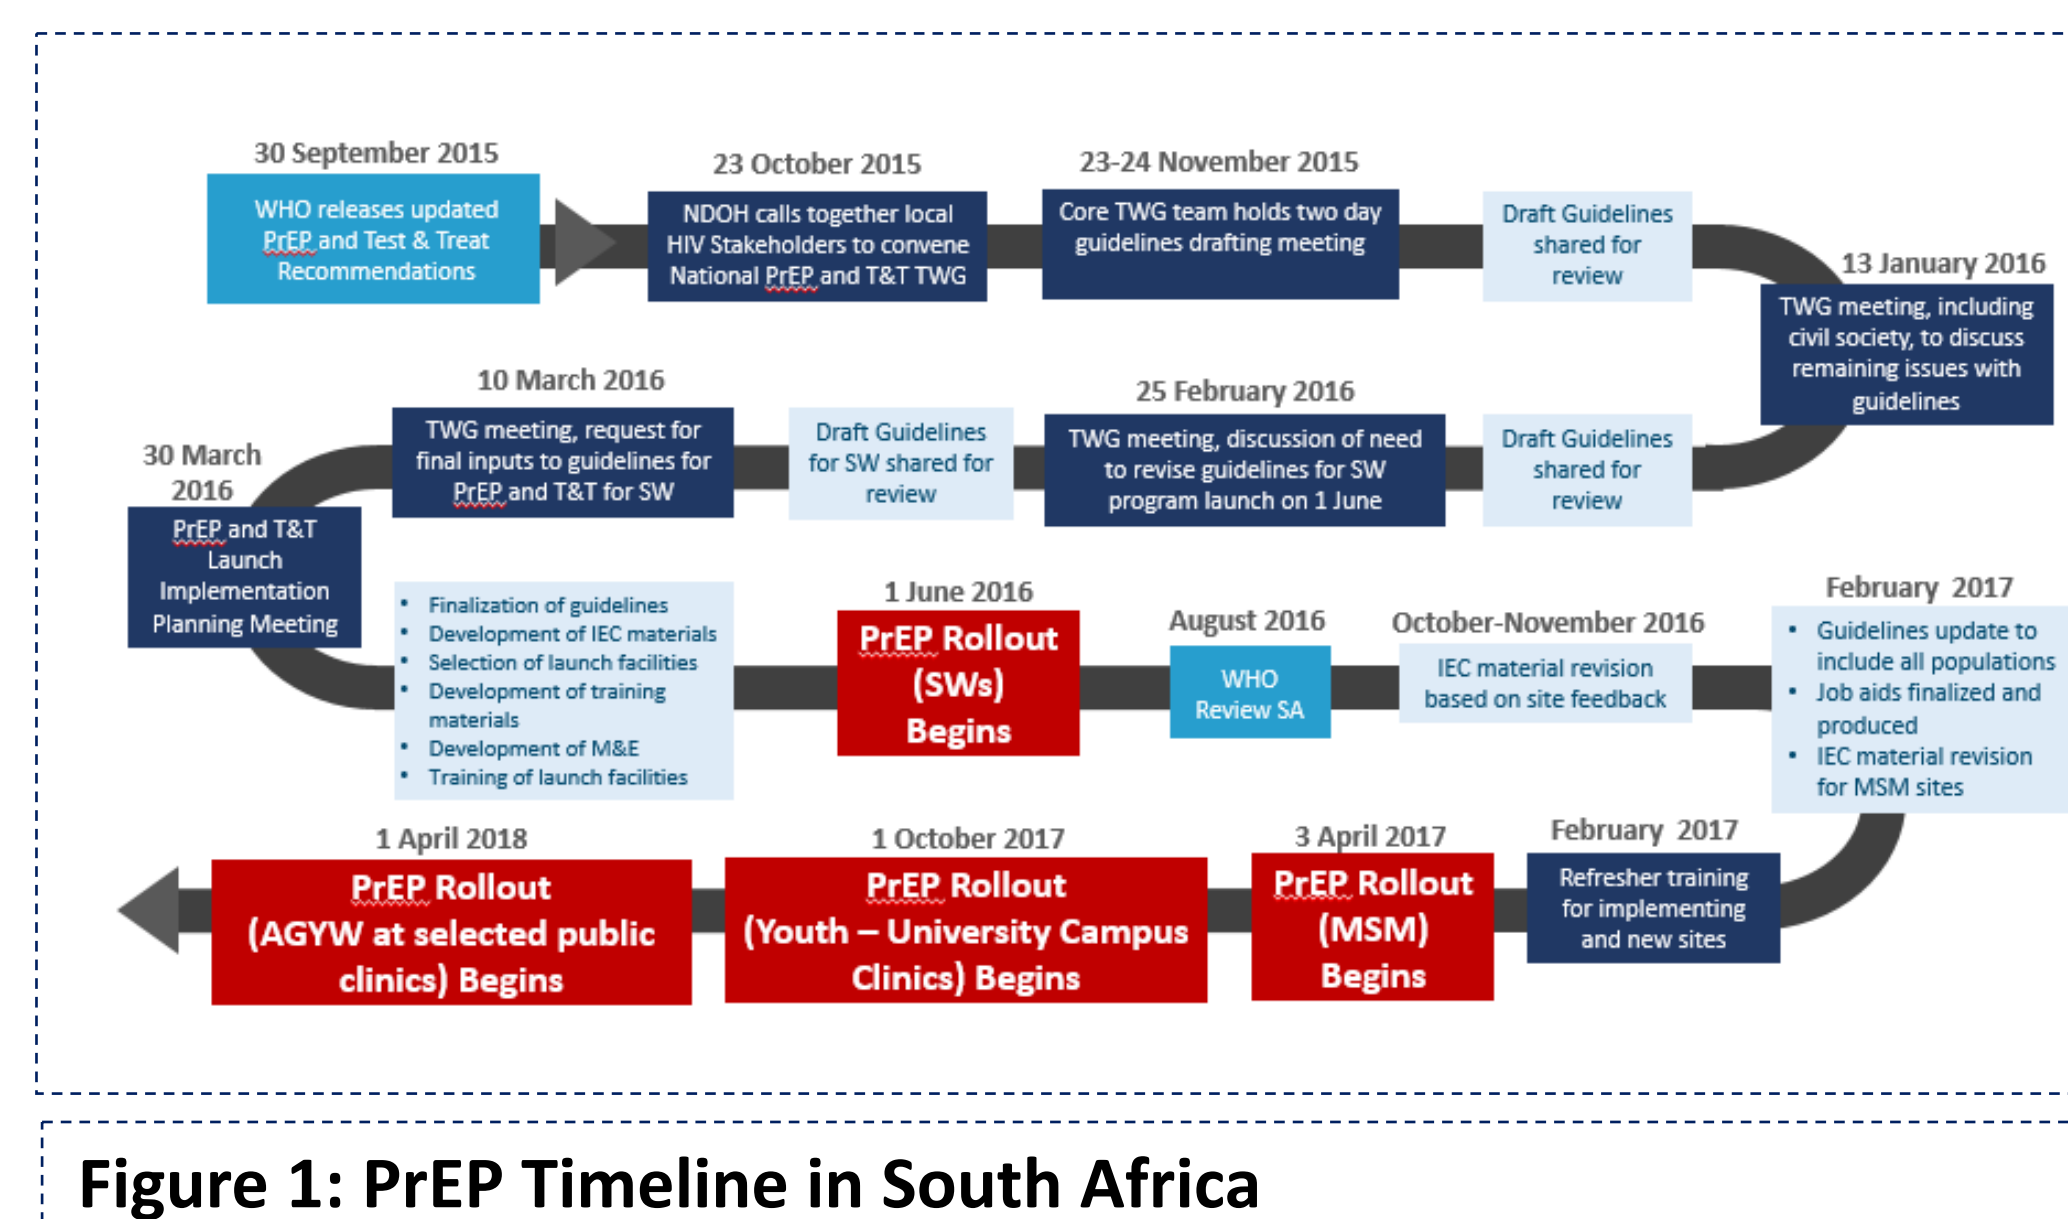 30 September 2015
WHO releases updated
PrEP and Test & Treat
Recommendations
23 October 2015
NDOH calls together local
HIV Stakeholders to convene
National PrEP and T&T TWG
23-24 November 2015
Core TWG team holds two day
guidelines drafting meeting
Draft Guidelines
shared for
review
13 January 2016
TWG meeting, including
civil society, to discuss
remaining issues with
guidelines
Draft Guidelines
shared for
review
25 February 2016
TWG meeting, discussion of need
to revise guidelines for SW
program launch on 1 June
Draft Guidelines
for SW shared for
review
10 March 2016
TWG meeting, request for
final inputs to guidelines for
PrEP and T&T for SW
30 March
2016
PrEP and T&T
Launch
Implementation
Planning Meeting
• Finalization of guidelines
• Development of IEC materials
• Selection of launch facilities
• Development of training
materials
• Development of M&E
• Training of launch facilities
1 June 2016
PrEP Rollout
(SWs)
Begins
August 2016
WHO
Review SA
October-November 2016
IEC material revision
based on site feedback
February 2017
• Guidelines update to
include all populations
• Job aids finalized and
produced
• IEC material revision
for MSM sites
February 2017
Refresher training
for implementing
and new sites
3 April 2017
PrEP Rollout
(MSM)
Begins
1 October 2017
PrEP Rollout
(Youth – University Campus
Clinics) Begins
1 April 2018
PrEP Rollout
(AGYW at selected public
clinics) Begins
Figure 1: PrEP Timeline in South Africa